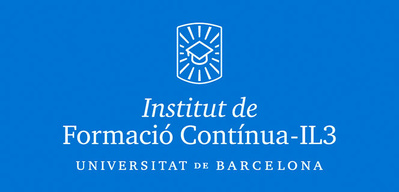 Institut de
Formació Contínua-IL3
UNIVERSITAT DE BARCELONA